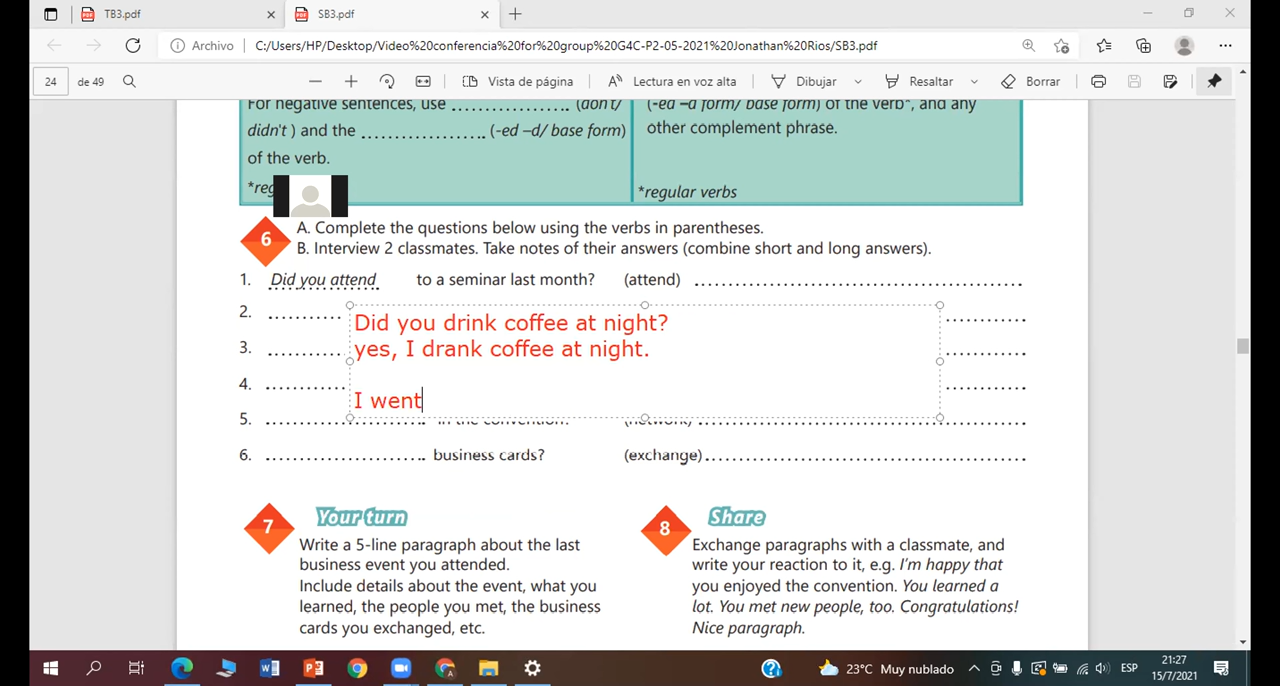 TB3.pdf
SB3.pdf
Archivo
C:/Users/HP/Desktop/Video%20conferencia%20for%20group%20G4C-P2-05-2021%20Jonathan%20Rios/SB3.pdf
24 de 49
Vista de página
Lectura en voz alta
Dibujar
Resaltar
Borrar
For negative sentences, use .................. (don't/
didn't ) and the .................. (-ed –d/ base form)
of the verb.
(-ed –d form/ base form) of the verb*, and any
other complement phrase.
*regular verbs
6
A. Complete the questions below using the verbs in parentheses.
B. Interview 2 classmates. Take notes of their answers (combine short and long answers).
1. Did you attend to a seminar last month? (attend)
2.
3.
4.
5. in the convention? (network)
6. business cards? (exchange)
Did you drink coffee at night?
yes, I drank coffee at night.
I went
7
Your turn
Write a 5-line paragraph about the last
business event you attended.
Include details about the event, what you
learned, the people you met, the business
cards you exchanged, etc.
8
Share
Exchange paragraphs with a classmate, and
write your reaction to it, e.g. I'm happy that
you enjoyed the convention. You learned a
lot. You met new people, too. Congratulations!
Nice paragraph.
23°C Muy nublado
ESP
21:27
15/7/2021